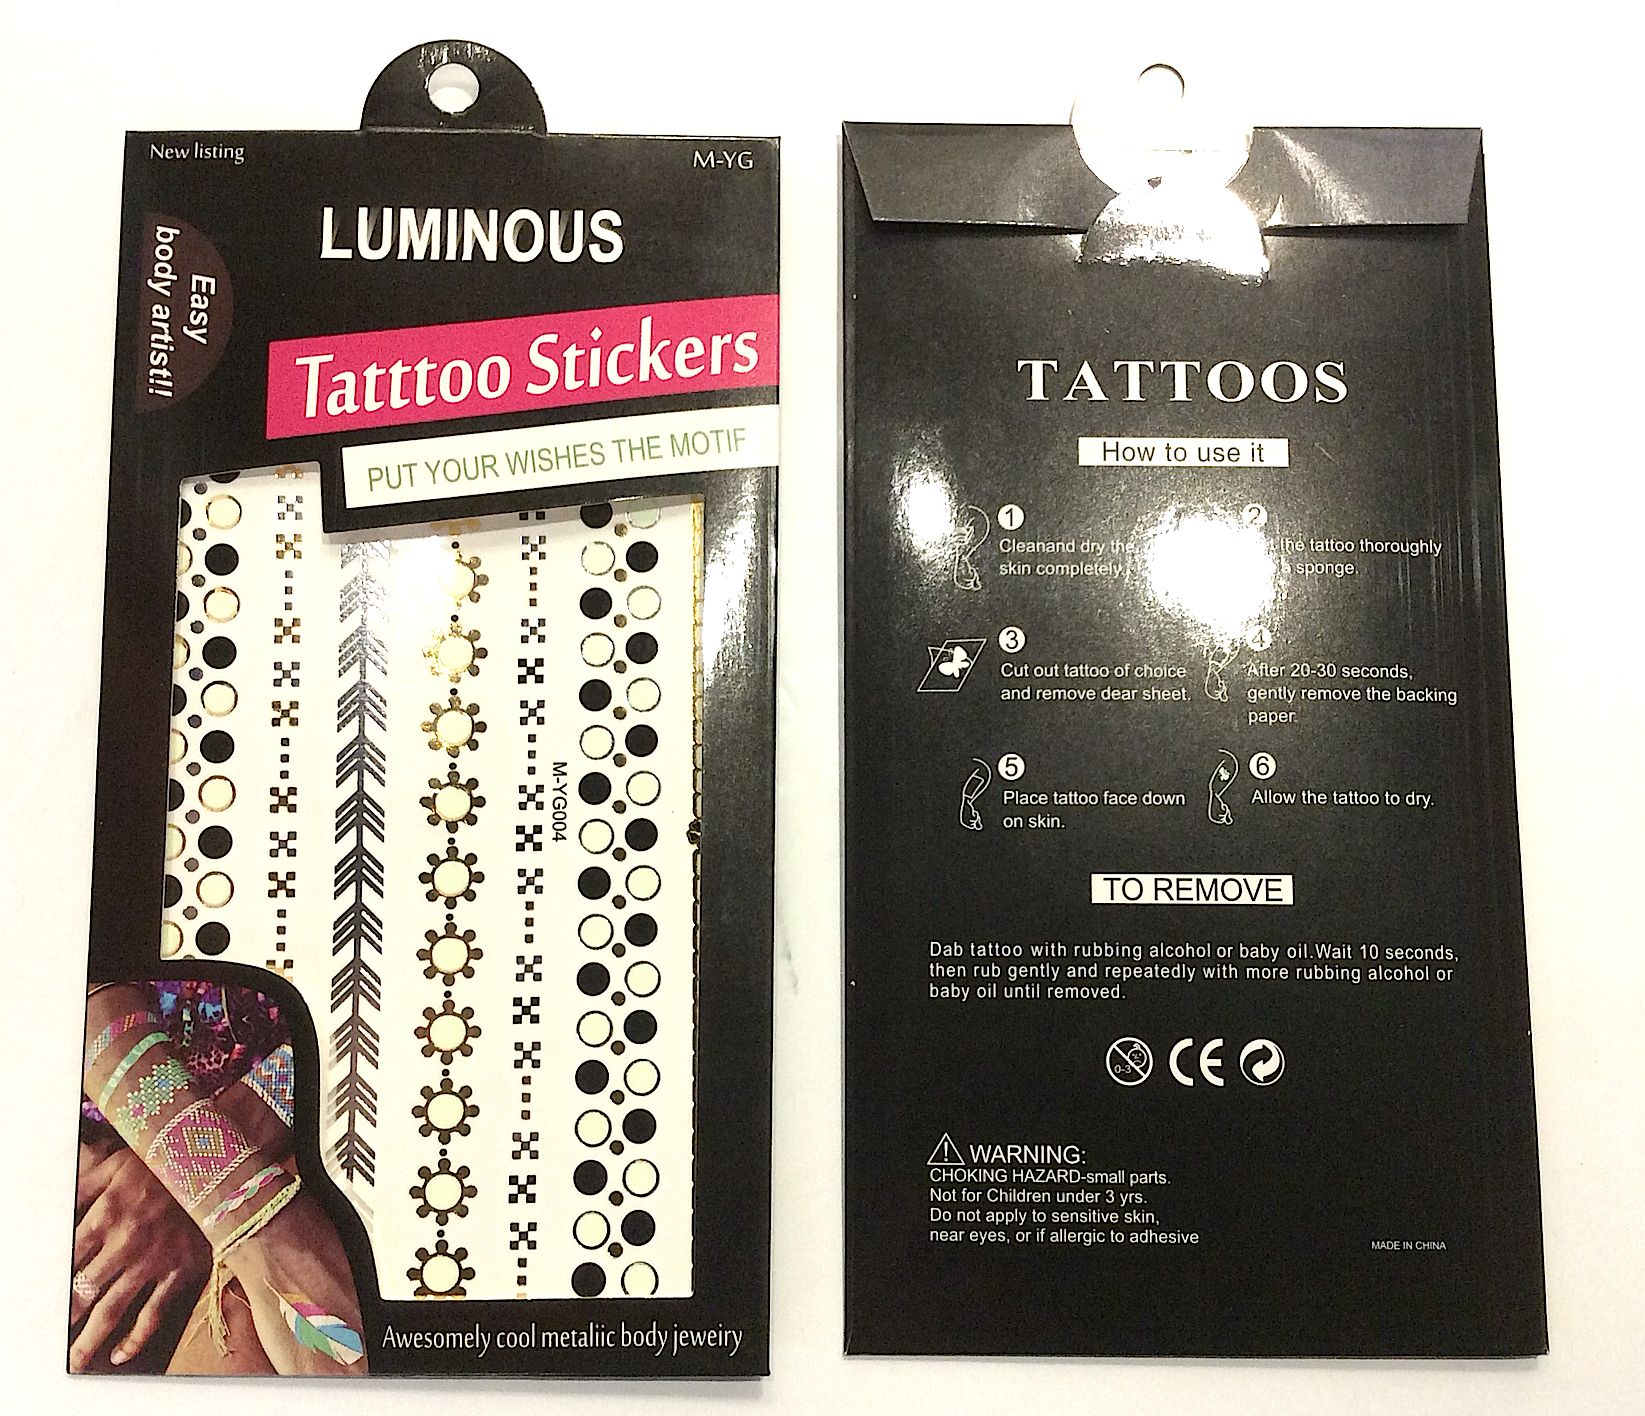 New listing
M-YG
LUMINOUS
Easy
body artist!!
Tatttoo Stickers
PUT YOUR WISHES THE MOTIF
M-YG004
Awesomely cool metaliic body jeweiry
TATTOOS
How to use it
1
Cleanand dry the
skin completely.
2
the tattoo thoroughly
sponge.
3
Cut out tattoo of choice
and remove dear sheet.
4
After 20-30 seconds,
gently remove the backing
paper.
5
Place tattoo face down
on skin.
6
Allow the tattoo to dry.
TO REMOVE
Dab tattoo with rubbing alcohol or baby oil.Wait 10 seconds,
then rub gently and repeatedly with more rubbing alcohol or
baby oil until removed.
0-3
CE
WARNING:
CHOKING HAZARD-small parts.
Not for Children under 3 yrs.
Do not apply to sensitive skin,
near eyes, or if allergic to adhesive
MADE IN CHINA